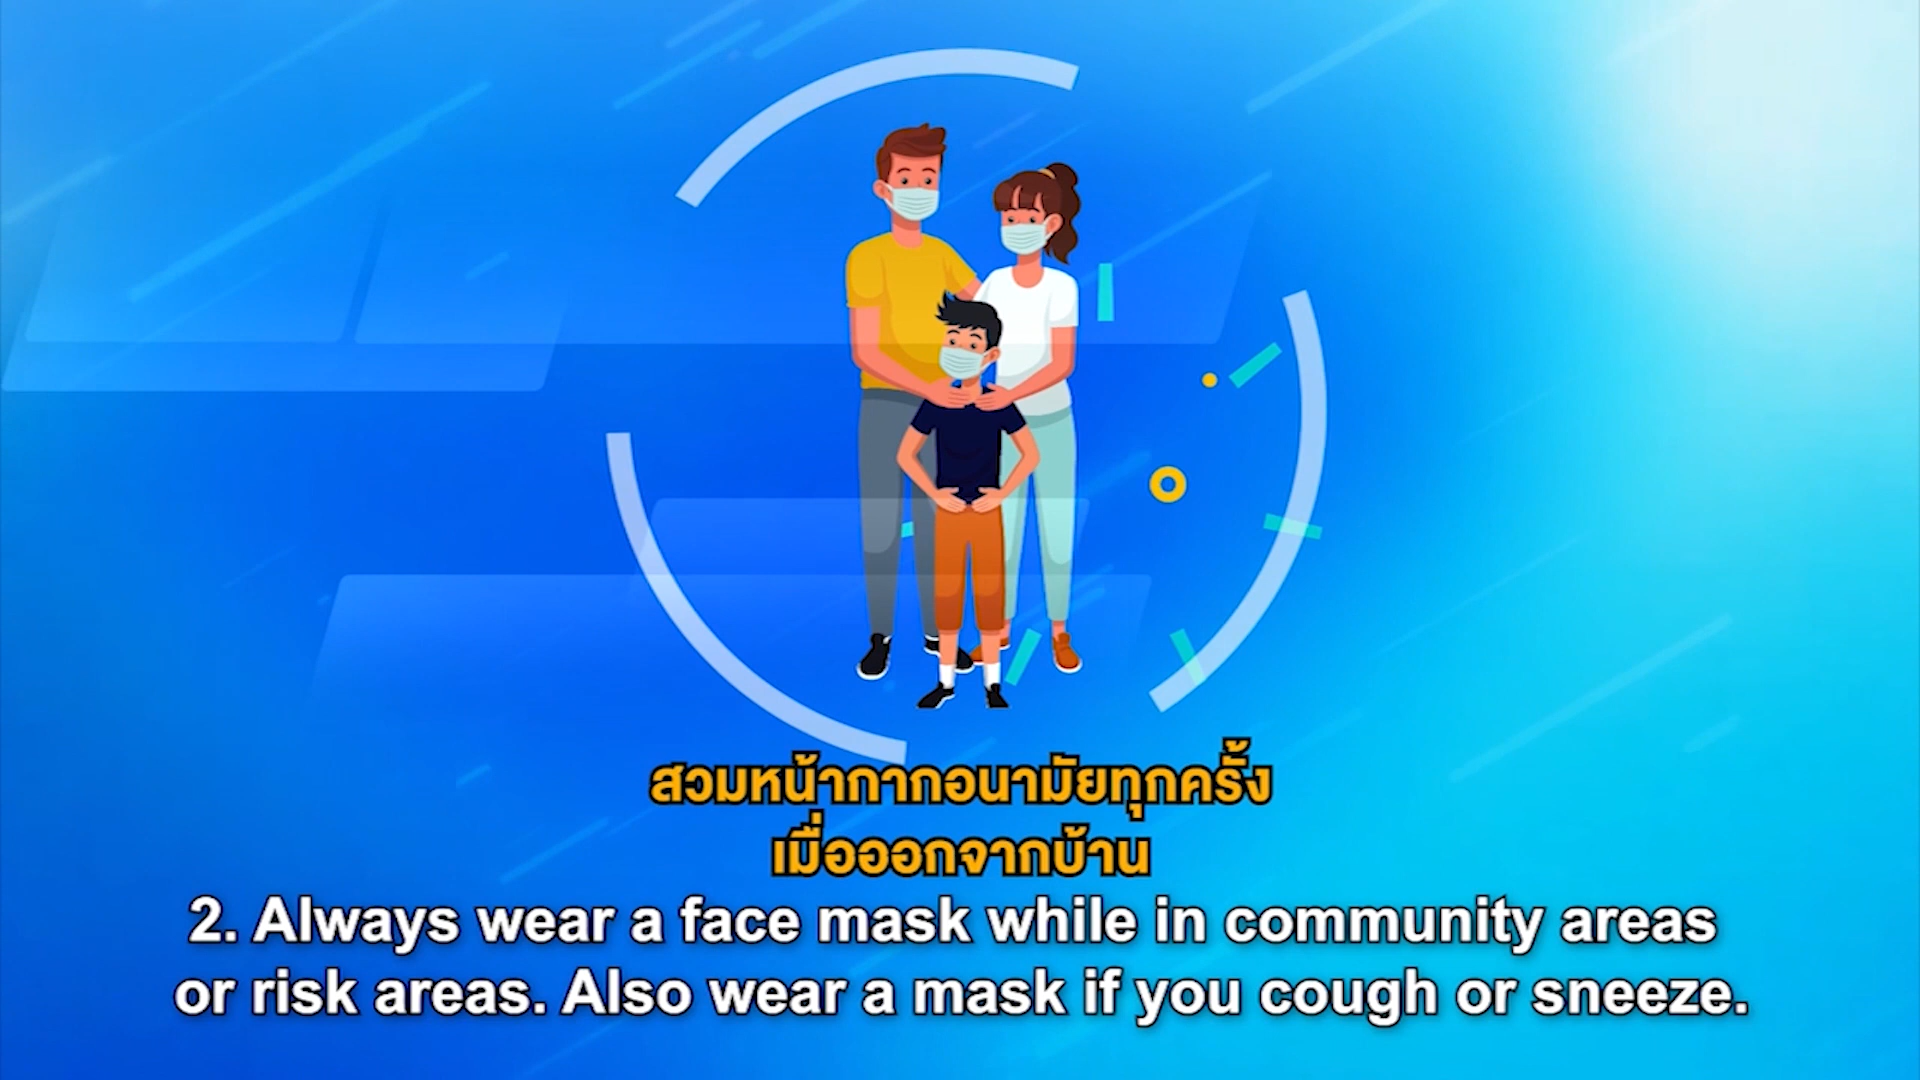 สวมหน้ากากอนามัยทุกครั้ง
เมื่อออกจากบ้าน
2. Always wear a face mask while in community areas
or risk areas. Also wear a mask if you cough or sneeze.